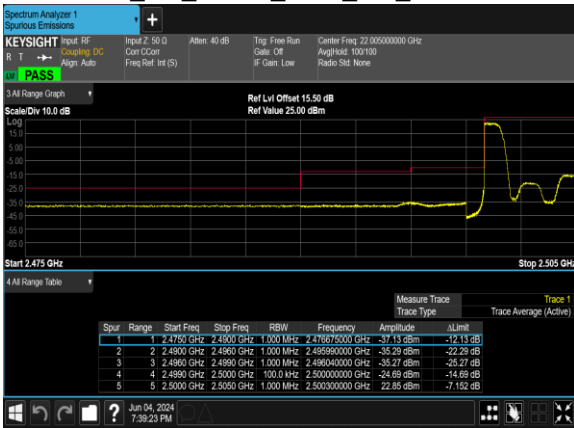 Spectrum Analyzer 1
Spurious Emissions
KEYSIGHT Input: RF Input Z: 50 Ω Atten: 40 dB Trig: Free Run Center Freq: 22.005000000 GHz
R T Coupling: DC Corr CCorr Gate: Off Avg|Hold: 100/100
Align: Auto Freq Ref: Int (S) IF Gain: Low Radio Std: None
PASS
3 All Range Graph
Ref Lvl Offset 15.50 dB
Scale/Div 10.0 dB Ref Value 25.00 dBm
Log
15.0
5.00
-5.00
-15.0
-25.0
-35.0
-45.0
-55.0
-65.0
Start 2.475 GHz Stop 2.505 GHz
4 All Range Table
Measure Trace Trace 1
Trace Type Trace Average (Active)
Spur Range Start Freq Stop Freq RBW Frequency Amplitude ΔLimit
1 1 2.4750 GHz 2.4900 GHz 1.000 MHz 2.476675000 GHz -37.13 dBm -12.13 dB
2 2 2.4900 GHz 2.4960 GHz 1.000 MHz 2.495990000 GHz -35.29 dBm -22.29 dB
3 3 2.4960 GHz 2.4990 GHz 1.000 MHz 2.496040000 GHz -35.27 dBm -25.27 dB
4 4 2.4990 GHz 2.5000 GHz 100.0 kHz 2.500000000 GHz -24.69 dBm -14.69 dB
5 5 2.5000 GHz 2.5050 GHz 1.000 MHz 2.500300000 GHz 22.85 dBm -7.152 dB
Jun 04, 2024
7:39:23 PM